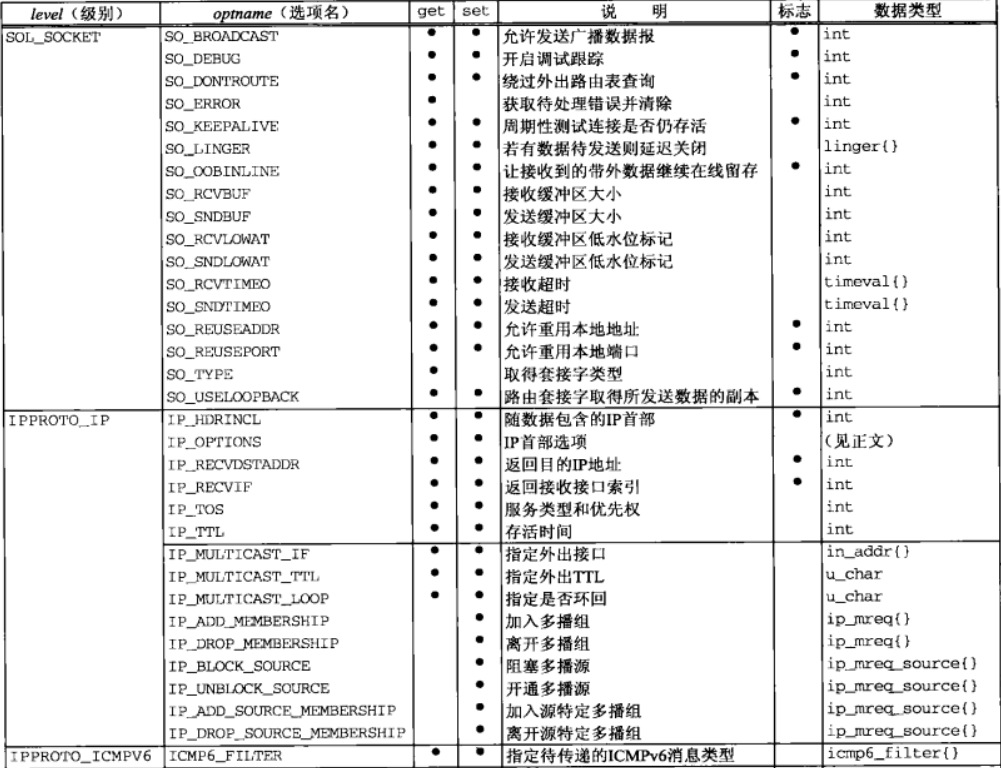 level（级别） optname（选项名） get set 说 明 标志 数据类型
SOL_SOCKET SO_BROADCAST • • 允许发送广播数据报 • int
SO_DEBUG • • 开启调试跟踪 • int
SO_DONTROUTE • • 绕过外出路由表查询 • int
SO_ERROR • 获取待处理错误并清除 int
SO_KEEPALIVE • • 周期性测试连接是否仍存活 • int
SO_LINGER • • 若有数据待发送则延迟关闭 linger{}
SO_OOBINLINE • • 让接收到的带外数据继续在线留存 • int
SO_RCVBUF • • 接收缓冲区大小 int
SO_SNDBUF • • 发送缓冲区大小 int
SO_RCVLOWAT • • 接收缓冲区低水位标记 int
SO_SNDLOWAT • • 发送缓冲区低水位标记 int
SO_RCVTIMEO • • 接收超时 timeval{}
SO_SNDTIMEO • • 发送超时 timeval{}
SO_REUSEADDR • • 允许重用本地地址 • int
SO_REUSEPORT • • 允许重用本地端口 • int
SO_TYPE • 取得套接字类型 int
SO_USELOOPBACK • • 路由套接字取得所发送数据的副本 • int
IPPROTO_IP IP_HDRINCL • • 随数据包含的IP首部 • int
IP_OPTIONS • • IP首部选项 （见正文）
IP_RECVDSTADDR • • 返回目的IP地址 • int
IP_RECVIF • • 返回接收接口索引 • int
IP_TOS • • 服务类型和优先权 int
IP_TTL • • 存活时间 int
IP_MULTICAST_IF • • 指定外出接口 in_addr{}
IP_MULTICAST_TTL • • 指定外出TTL u_char
IP_MULTICAST_LOOP • • 指定是否环回 u_char
IP_ADD_MEMBERSHIP • 加入多播组 ip_mreq{}
IP_DROP_MEMBERSHIP • 离开多播组 ip_mreq{}
IP_BLOCK_SOURCE • 阻塞多播源 ip_mreq_source{}
IP_UNBLOCK_SOURCE • 开通多播源 ip_mreq_source{}
IP_ADD_SOURCE_MEMBERSHIP • 加入源特定多播组 ip_mreq_source{}
IP_DROP_SOURCE_MEMBERSHIP • 离开源特定多播组 ip_mreq_source{}
IPPROTO_ICMPV6 ICMP6_FILTER • • 指定待传递的ICMPv6消息类型 icmp6_filter{}